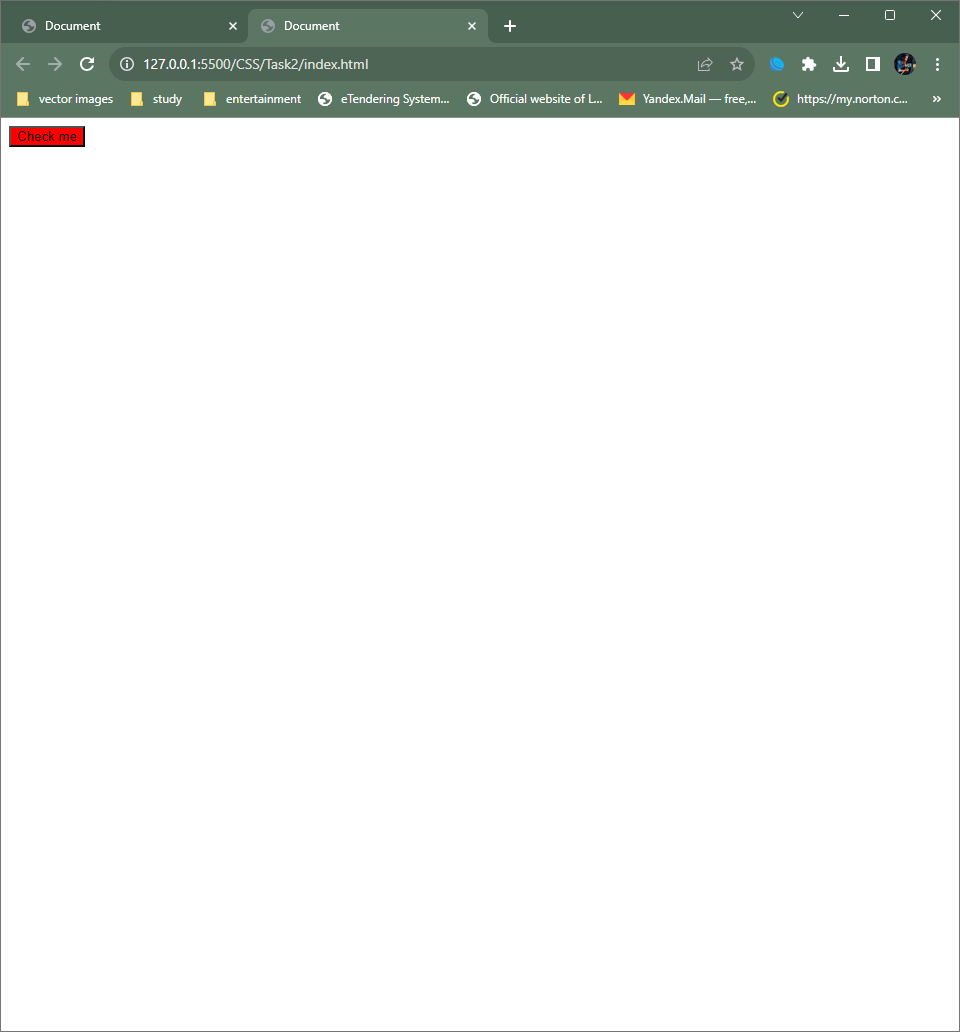 Document Document
127.0.0.1:5500/CSS/Task2/index.html
vector images study entertainment eTendering System... Official website of L... Yandex.Mail — free,... https://my.norton.c... »
Check me